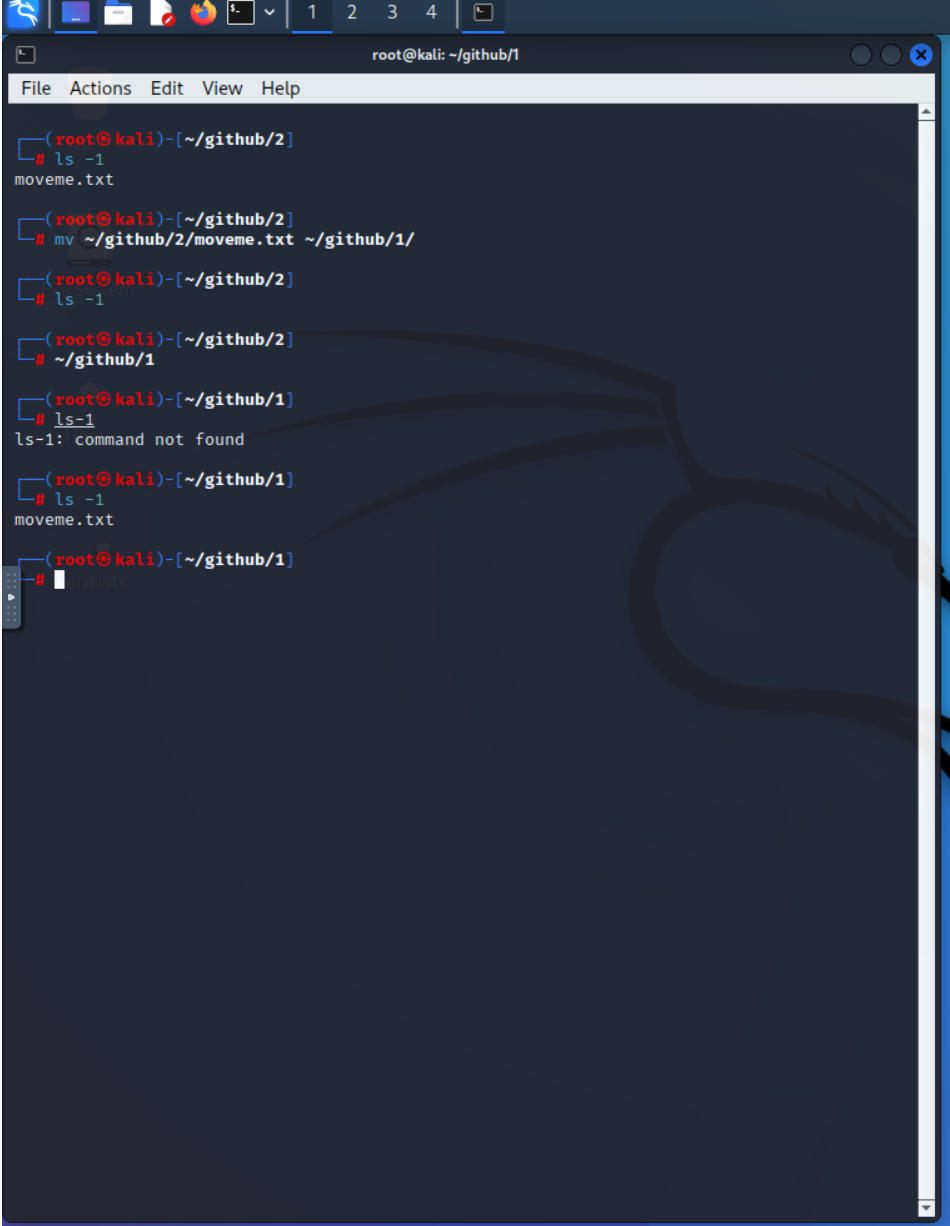 1 2 3 4
root@kali: ~/github/1
File Actions Edit View Help
┌──(root㉿kali)-[~/github/2]
└─# ls -1
moveme.txt
┌──(root㉿kali)-[~/github/2]
└─# mv ~/github/2/moveme.txt ~/github/1/
┌──(root㉿kali)-[~/github/2]
└─# ls -1
┌──(root㉿kali)-[~/github/2]
└─# ~/github/1
┌──(root㉿kali)-[~/github/1]
└─# ls-1
ls-1: command not found
┌──(root㉿kali)-[~/github/1]
└─# ls -1
moveme.txt
┌──(root㉿kali)-[~/github/1]
└─#